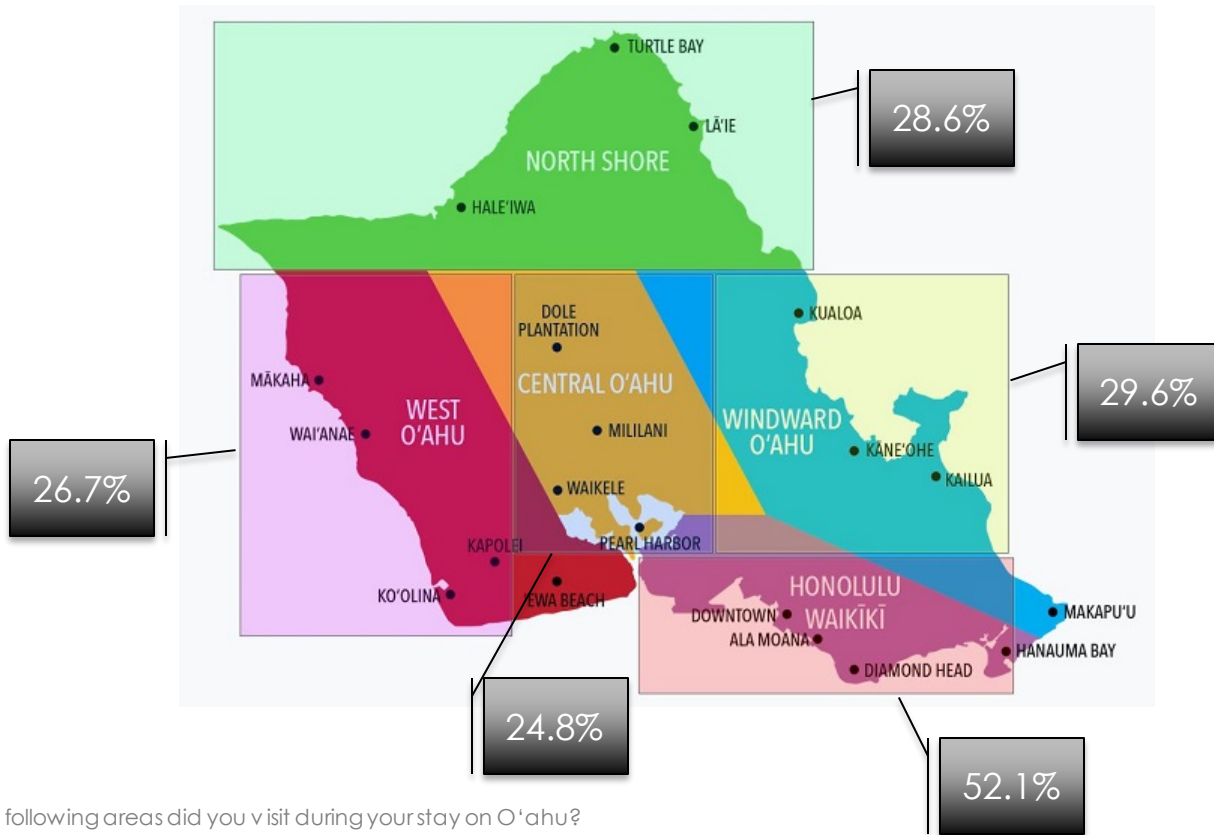 TURTLE BAY
28.6%
LĀ‘IE
NORTH SHORE
HALE‘IWA
DOLE
PLANTATION
KUALOA
MĀKAHA
CENTRAL O‘AHU
29.6%
WEST
O‘AHU
WINDWARD
O‘AHU
WAI‘ANAE
MILILANI
KĀNE‘OHE
KAILUA
26.7%
WAIKELE
PEARL HARBOR
KAPOLEI
KO‘OLINA
‘EWA BEACH
HONOLULU
WAIKĪKĪ
DOWNTOWN
ALA MOANA
MAKAPU‘U
HANAUMA BAY
DIAMOND HEAD
24.8%
52.1%
following areas did you visit during your stay on O‘ahu?